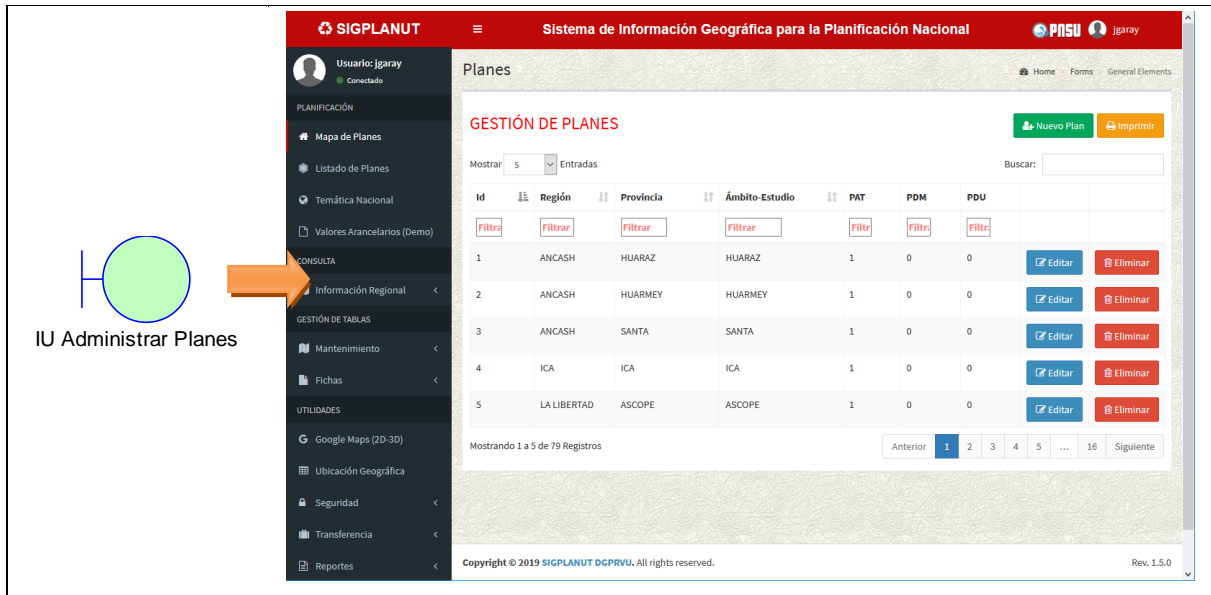 SIGPLANUT
Sistema de Información Geográfica para la Planificación Nacional
PNSU
jgaray
Usuario: jgaray
Conectado
Planes
Home > Forms > General Elements
PLANIFICACIÓN
Mapa de Planes
Listado de Planes
Temática Nacional
Valores Arancelarios (Demo)
CONSULTA
Información Regional <
GESTIÓN DE TABLAS
Mantenimiento <
Fichas <
UTILIDADES
Google Maps (2D-3D)
Ubicación Geográfica
Seguridad <
Transferencia <
Reportes <
IU Administrar Planes
GESTIÓN DE PLANES
Nuevo Plan
Imprimir
Mostrar 5 Entradas
Buscar:
Id Región Provincia Ámbito-Estudio PAT PDM PDU
Filtra Filtrar Filtrar Filtrar Filtr Filtr Filtr
1 ANCASH HUARAZ HUARAZ 1 0 0 Editar Eliminar
2 ANCASH HUARMEY HUARMEY 1 0 0 Editar Eliminar
3 ANCASH SANTA SANTA 1 0 0 Editar Eliminar
4 ICA ICA ICA 1 0 0 Editar Eliminar
5 LA LIBERTAD ASCOPE ASCOPE 1 0 0 Editar Eliminar
Mostrando 1 a 5 de 79 Registros
Anterior 1 2 3 4 5 ... 16 Siguiente
Copyright © 2019 SIGPLANUT DGPRVU. All rights reserved.
Rev. 1.5.0